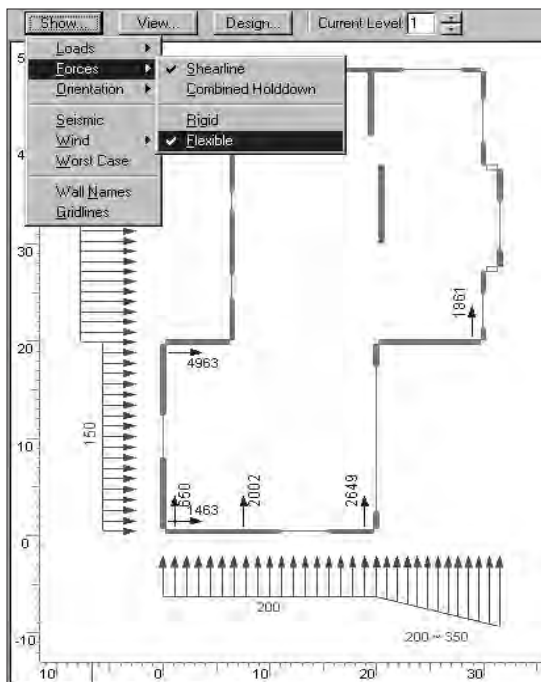 Show... View... Design... Current Level: 1
Loads
Forces
Orientation
Seismic
Wind
Worst Case
Wall Names
Gridlines
Shearline
Combined Holddown
Rigid
Flexible
5
4
30
20
10
0
-10
150
4963
1463
550
2002
2649
1961
200
200 ~ 350
10 0 10 20 30